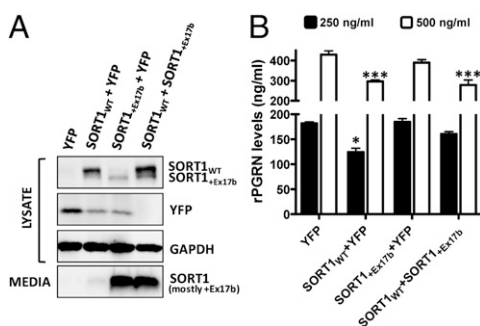 A
YFP
SORT1WT + YFP
SORT1+Ex17b + YFP
SORT1WT + SORT1+Ex17b
LYSATE
SORT1WT
SORT1+Ex17b
YFP
GAPDH
MEDIA
SORT1
(mostly +Ex17b)
B
250 ng/ml
500 ng/ml
rPGRN levels
(ng/ml)
400
300
200
150
100
50
0
***
***
*
YFP
SORT1WT+YFP
SORT1+Ex17b+YFP
SORT1WT+SORT1+Ex17b